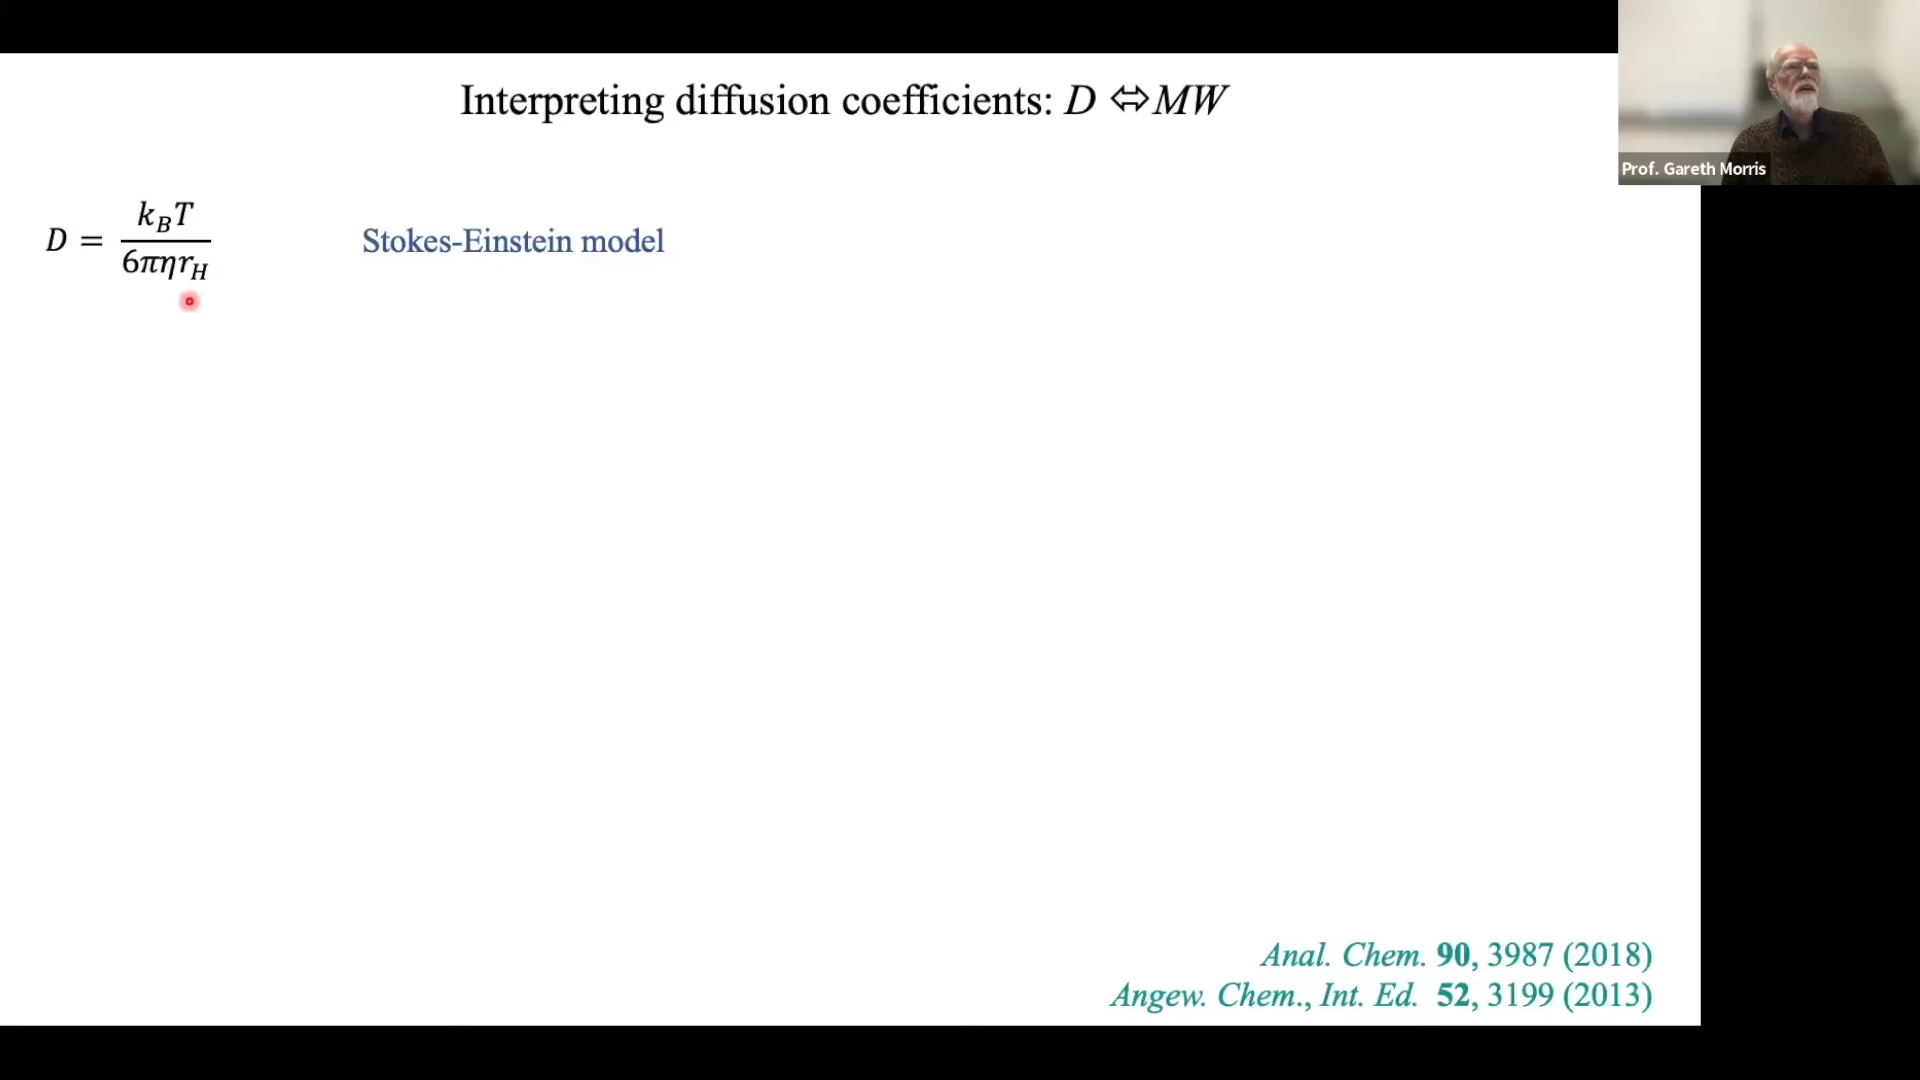 Interpreting diffusion coefficients: D ⇔ MW
Prof. Gareth Morris
D = k_BT / 6πηr_H
Stokes-Einstein model
Anal. Chem. 90, 3987 (2018)
Angew. Chem., Int. Ed. 52, 3199 (2013)